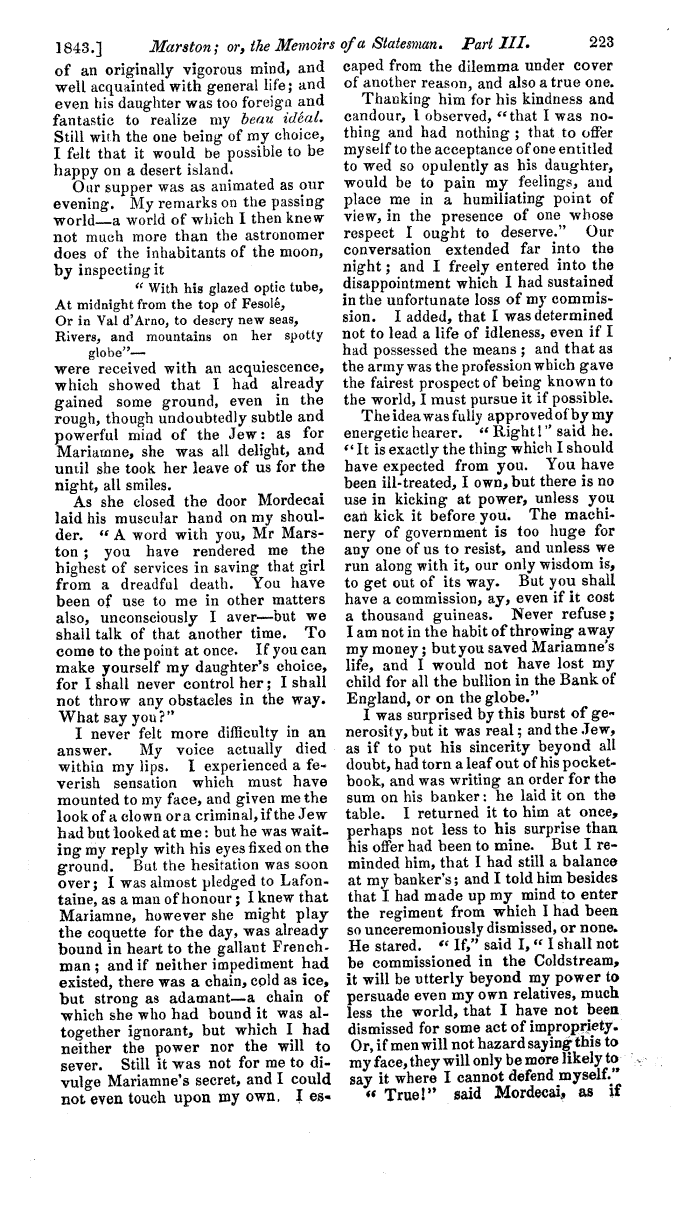 1843.] Marston; or, the Memoirs of a Statesman. Part III. 223
of an originally vigorous mind, and
well acquainted with general life; and
even his daughter was too foreign and
fantastic to realize my beau idéal.
Still with the one being of my choice,
I felt that it would be possible to be
happy on a desert island.
Our supper was as animated as our
evening. My remarks on the passing
world—a world of which I then knew
not much more than the astronomer
does of the inhabitants of the moon,
by inspecting it
“ With his glazed optic tube,
At midnight from the top of Fesolé,
Or in Val d'Arno, to descry new seas,
Rivers, and mountains on her spotty
globe”—
were received with an acquiescence,
which showed that I had already
gained some ground, even in the
rough, though undoubtedly subtle and
powerful mind of the Jew: as for
Mariamne, she was all delight, and
until she took her leave of us for the
night, all smiles.
As she closed the door Mordecai
laid his muscular hand on my shoul-
der. “ A word with you, Mr Mars-
ton; you have rendered me the
highest of services in saving that girl
from a dreadful death. You have
been of use to me in other matters
also, unconsciously I aver—but we
shall talk of that another time. To
come to the point at once. If you can
make yourself my daughter's choice,
for I shall never control her; I shall
not throw any obstacles in the way.
What say you?”
I never felt more difficulty in an
answer. My voice actually died
within my lips. I experienced a fe-
verish sensation which must have
mounted to my face, and given me the
look of a clown or a criminal, if the Jew
had but looked at me: but he was wait-
ing my reply with his eyes fixed on the
ground. But the hesitation was soon
over; I was almost pledged to Lafon-
taine, as a man of honour; I knew that
Mariamne, however she might play
the coquette for the day, was already
bound in heart to the gallant French-
man; and if neither impediment had
existed, there was a chain, cold as ice,
but strong as adamant—a chain of
which she who had bound it was al-
together ignorant, but which I had
neither the power nor the will to
sever. Still it was not for me to di-
vulge Mariamne's secret, and I could
not even touch upon my own. I es-
caped from the dilemma under cover
of another reason, and also a true one.
Thanking him for his kindness and
candour, I observed, “that I was no-
thing and had nothing; that to offer
myself to the acceptance of one entitled
to wed so opulently as his daughter,
would be to pain my feelings, and
place me in a humiliating point of
view, in the presence of one whose
respect I ought to deserve.” Our
conversation extended far into the
night; and I freely entered into the
disappointment which I had sustained
in the unfortunate loss of my commis-
sion. I added, that I was determined
not to lead a life of idleness, even if I
had possessed the means; and that as
the army was the profession which gave
the fairest prospect of being known to
the world, I must pursue it if possible.
The idea was fully approved of by my
energetic hearer. “ Right!” said he.
“It is exactly the thing which I should
have expected from you. You have
been ill-treated, I own, but there is no
use in kicking at power, unless you
can kick it before you. The machi-
nery of government is too huge for
any one of us to resist, and unless we
run along with it, our only wisdom is,
to get out of its way. But you shall
have a commission, ay, even if it cost
a thousand guineas. Never refuse;
I am not in the habit of throwing away
my money; but you saved Mariamne's
life, and I would not have lost my
child for all the bullion in the Bank of
England, or on the globe.”
I was surprised by this burst of ge-
nerosity, but it was real; and the Jew,
as if to put his sincerity beyond all
doubt, had torn a leaf out of his pocket-
book, and was writing an order for the
sum on his banker: he laid it on the
table. I returned it to him at once,
perhaps not less to his surprise than
his offer had been to mine. But I re-
minded him, that I had still a balance
at my banker's; and I told him besides
that I had made up my mind to enter
the regiment from which I had been
so unceremoniously dismissed, or none.
He stared. “ If,” said I, “ I shall not
be commissioned in the Coldstream,
it will be utterly beyond my power to
persuade even my own relatives, much
less the world, that I have not been
dismissed for some act of impropriety.
Or, if men will not hazard saying this to
my face, they will only be more likely to
say it where I cannot defend myself.”
“ True!” said Mordecai, as if